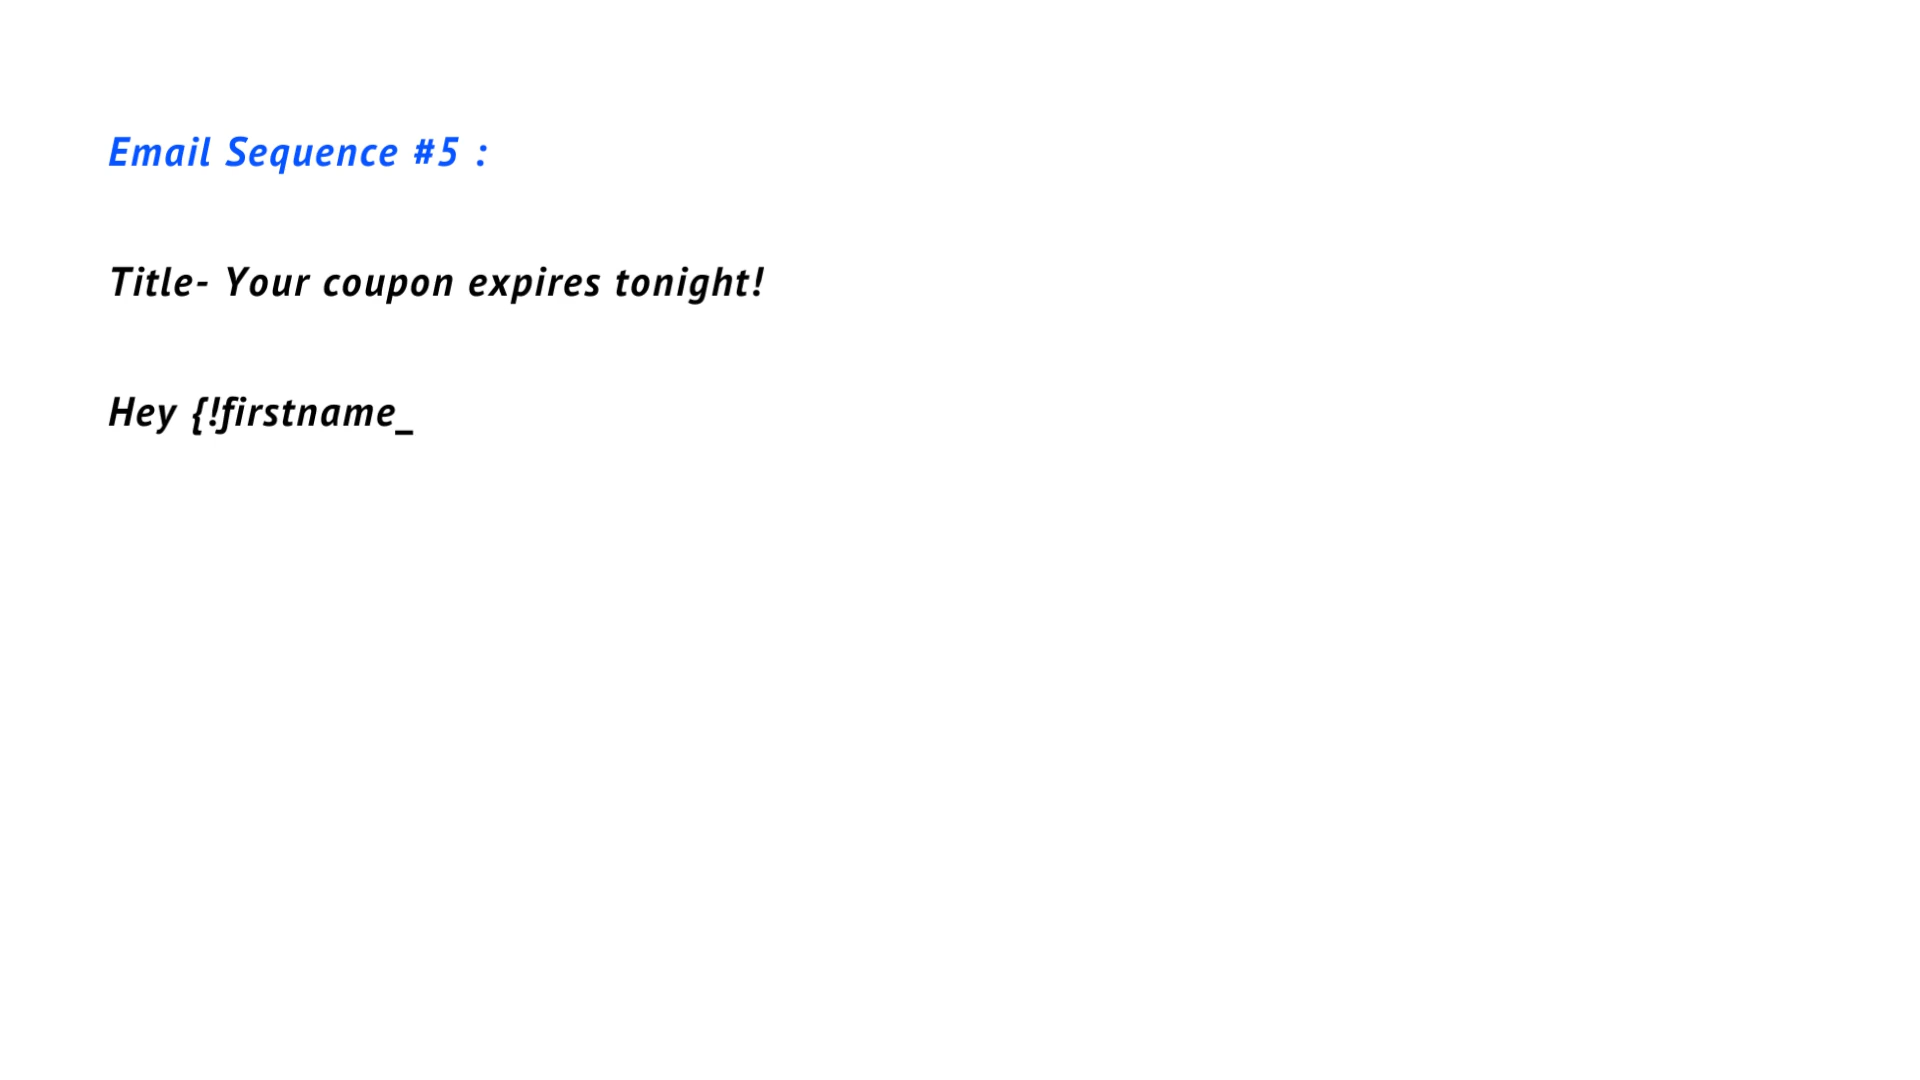 Email Sequence #5 :
Title- Your coupon expires tonight!
Hey {!firstname_